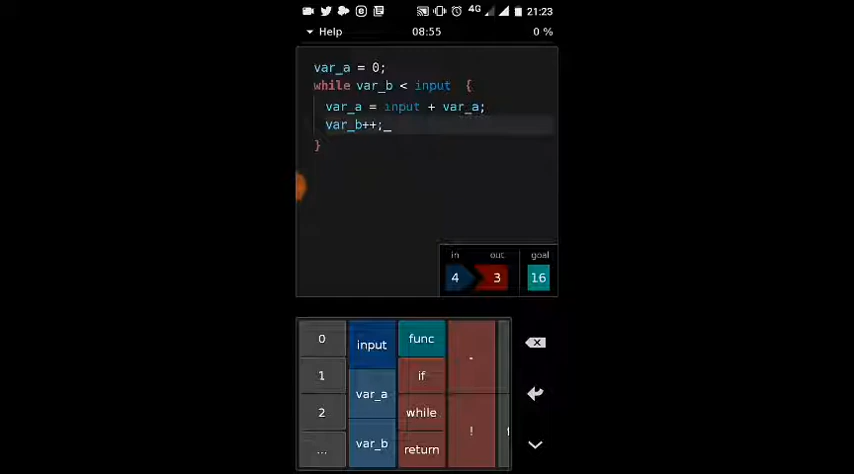 4G 21:23
Help 08:55 0 %
var_a = 0;
while var_b < input {
var_a = input + var_a;
var_b++;_
}
in out goal
4 3 16
0 input func -
1 var_a if
2 while !
... var_b return